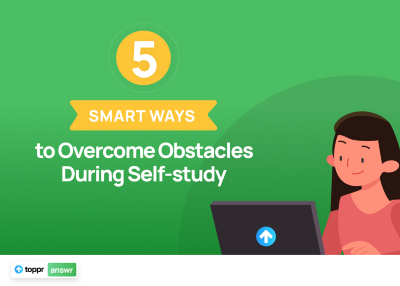 5
SMART WAYS
to Overcome Obstacles
During Self-study
toppr answr